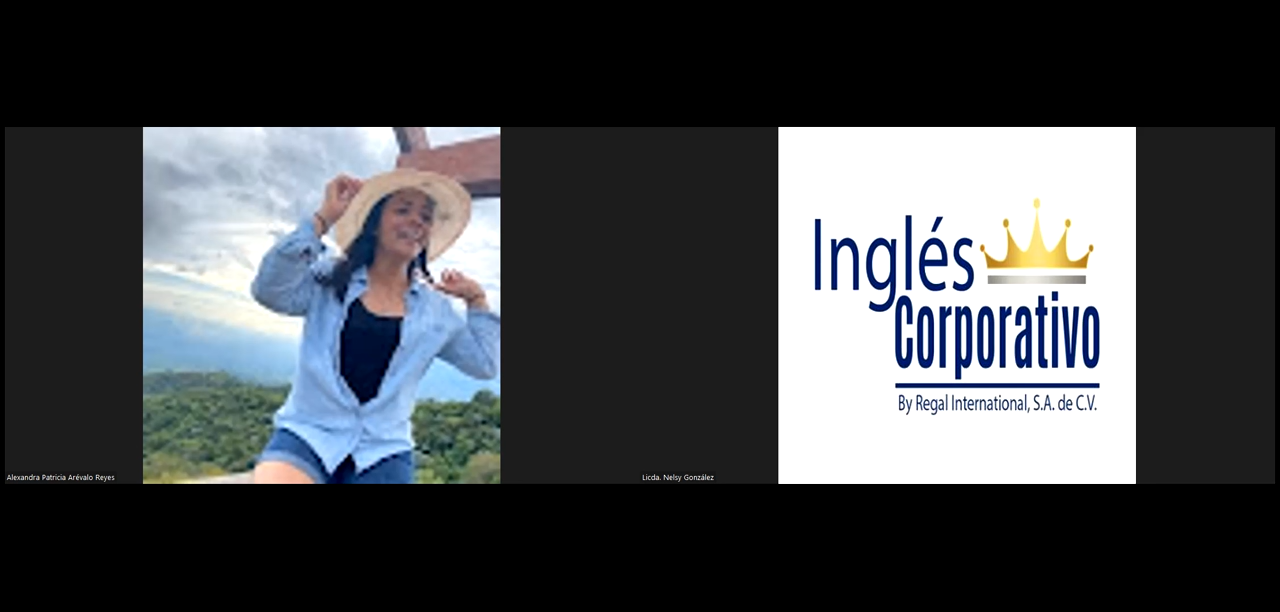 Inglés
Corporativo
By Regal International, S.A. de C.V.
Alexandra Patricia Arévalo Reyes
Licda. Nelsy González